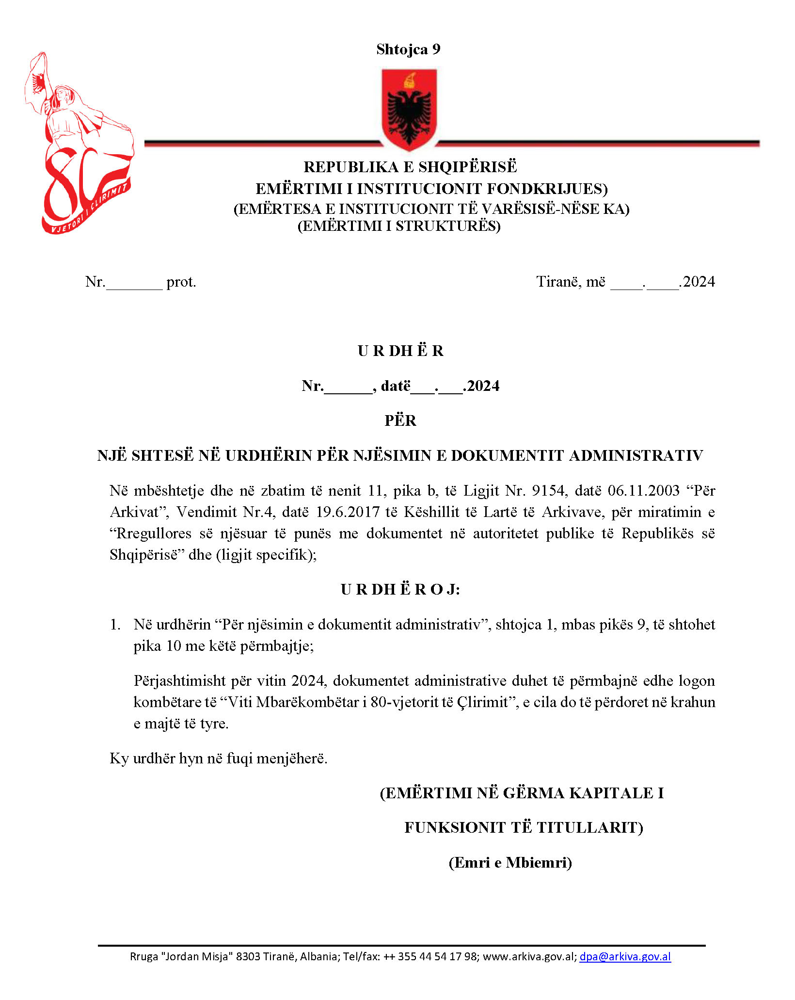 Shtojca 9
80
VJETORI I ÇLIRIMIT
REPUBLIKA E SHQIPËRISË
EMËRTIMI I INSTITUCIONIT FONDKRIJUES)
(EMËRTESA E INSTITUCIONIT TË VARËSISË-NËSE KA)
(EMËRTIMI I STRUKTURËS)
Nr._______ prot. Tiranë, më ____.____.2024
U R DH Ë R
Nr.______, datë___.___.2024
PËR
NJË SHTESË NË URDHËRIN PËR NJËSIMIN E DOKUMENTIT ADMINISTRATIV
Në mbështetje dhe në zbatim të nenit 11, pika b, të Ligjit Nr. 9154, datë 06.11.2003 “Për
Arkivat”, Vendimit Nr.4, datë 19.6.2017 të Këshillit të Lartë të Arkivave, për miratimin e
“Rregullores së njësuar të punës me dokumentet në autoritetet publike të Republikës së
Shqipërisë” dhe (ligjit specifik);
U R DH Ë R O J:
1. Në urdhërin “Për njësimin e dokumentit administrativ”, shtojca 1, mbas pikës 9, të shtohet
pika 10 me këtë përmbajtje;
Përjashtimisht për vitin 2024, dokumentet administrative duhet të përmbajnë edhe logon
kombëtare të “Viti Mbarëkombëtar i 80-vjetorit të Çlirimit”, e cila do të përdoret në krahun
e majtë të tyre.
Ky urdhër hyn në fuqi menjëherë.
(EMËRTIMI NË GËRMA KAPITALE I
FUNKSIONIT TË TITULLARIT)
(Emri e Mbiemri)
Rruga "Jordan Misja" 8303 Tiranë, Albania; Tel/fax: ++ 355 44 54 17 98; www.arkiva.gov.al; dpa@arkiva.gov.al